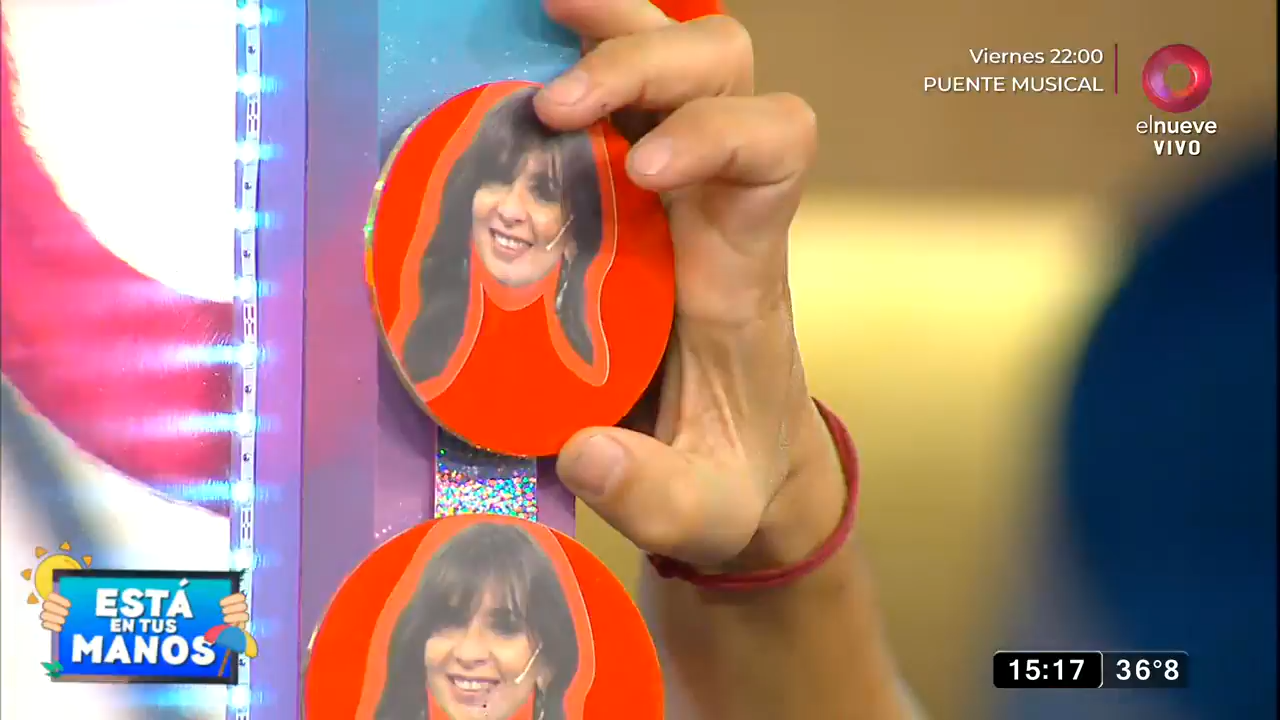 Viernes 22:00
PUENTE MUSICAL
elnueve
VIVO
ESTÁ
EN TUS
MANOS
15:17 36°8